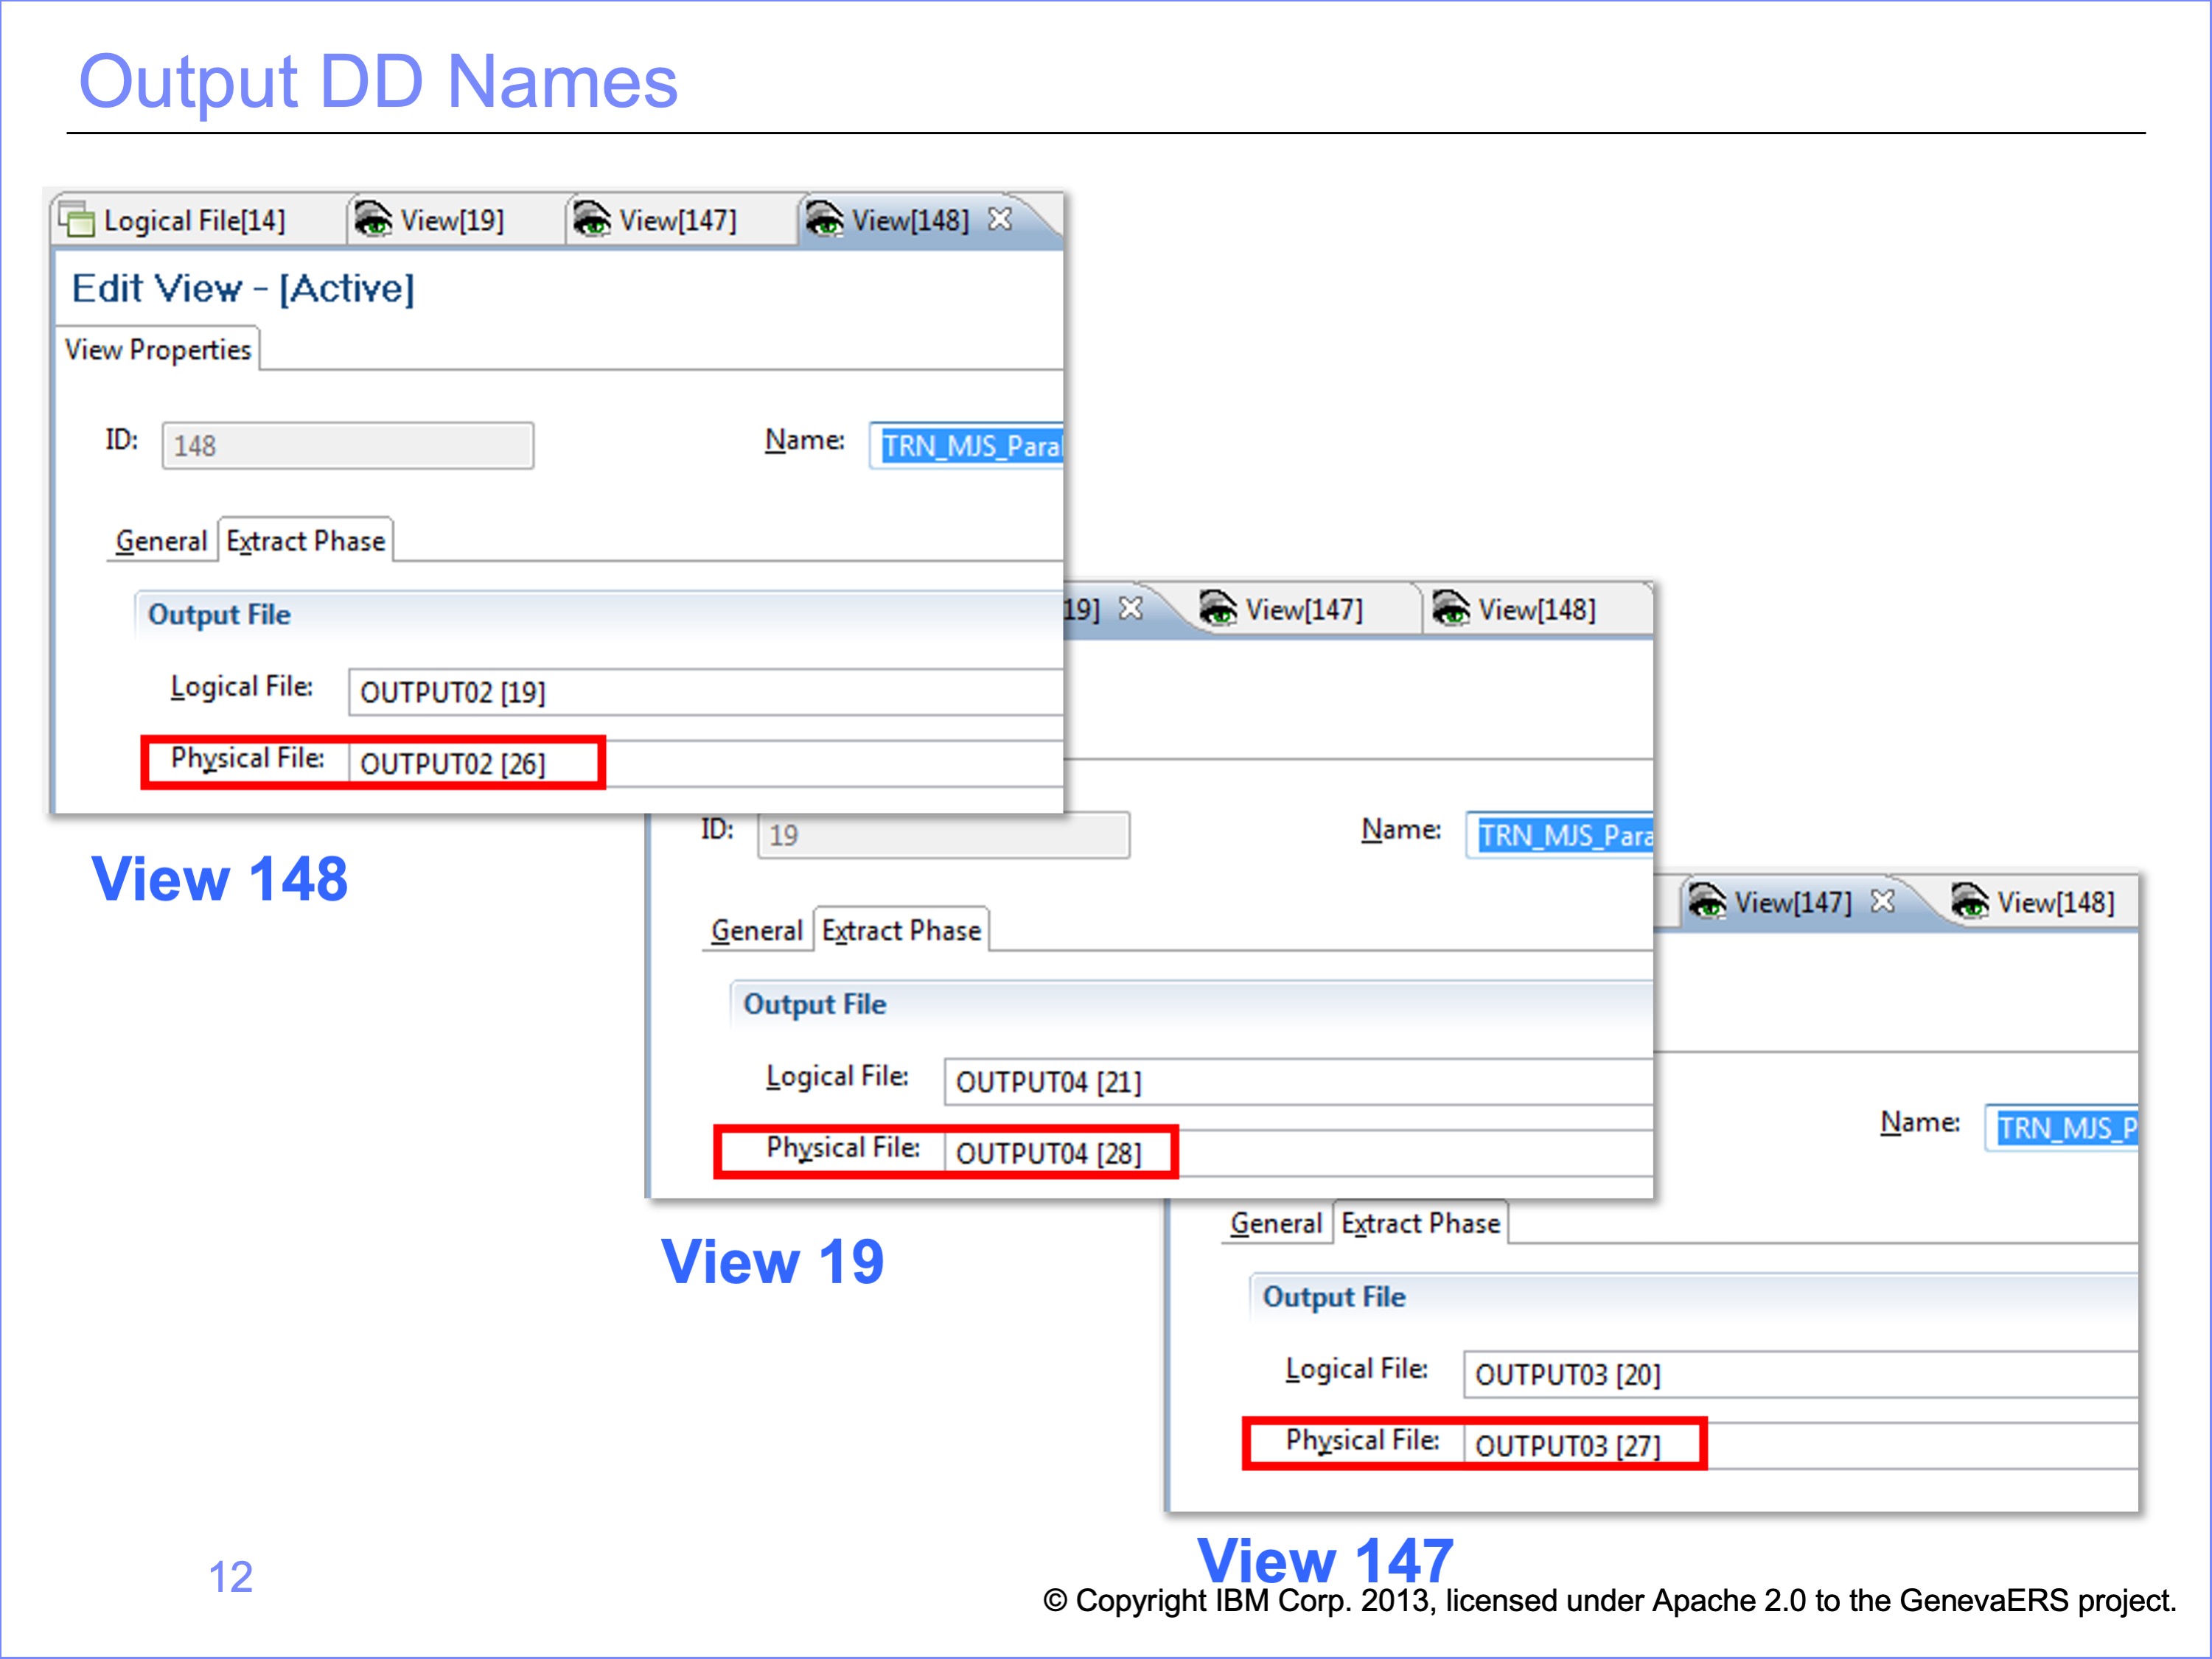 Output DD Names
Logical File[14] View[19] View[147] View[148]
Edit View - [Active]
View Properties
ID: 148 Name: TRN_MJS_Paral
General Extract Phase
Output File
Logical File: OUTPUT02 [19]
Physical File: OUTPUT02 [26]
View 148
19] View[147] View[148]
ID: 19 Name: TRN_MJS_Para
General Extract Phase
Output File
Logical File: OUTPUT04 [21]
Physical File: OUTPUT04 [28]
View 19
View[147] View[148]
Name: TRN_MJS_P
General Extract Phase
Output File
Logical File: OUTPUT03 [20]
Physical File: OUTPUT03 [27]
View 147
12
© Copyright IBM Corp. 2013, licensed under Apache 2.0 to the GenevaERS project.